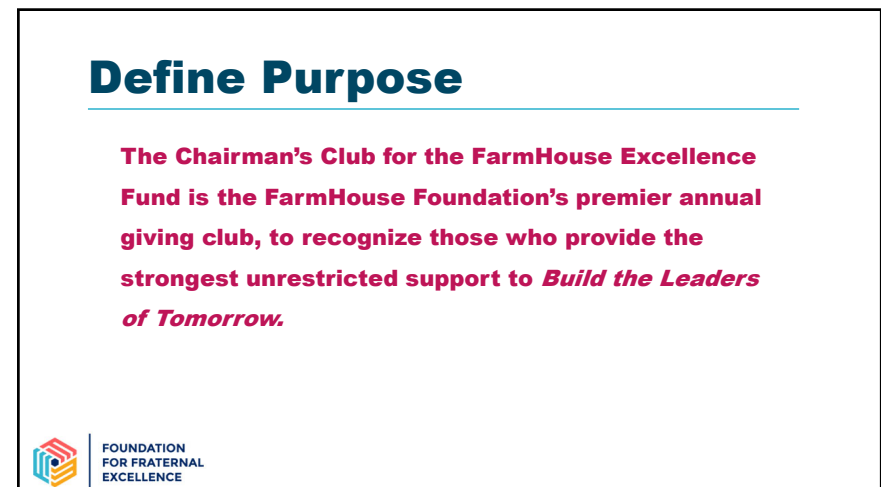 Define Purpose
The Chairman’s Club for the FarmHouse Excellence
Fund is the FarmHouse Foundation’s premier annual
giving club, to recognize those who provide the
strongest unrestricted support to Build the Leaders
of Tomorrow.
FOUNDATION
FOR FRATERNAL
EXCELLENCE